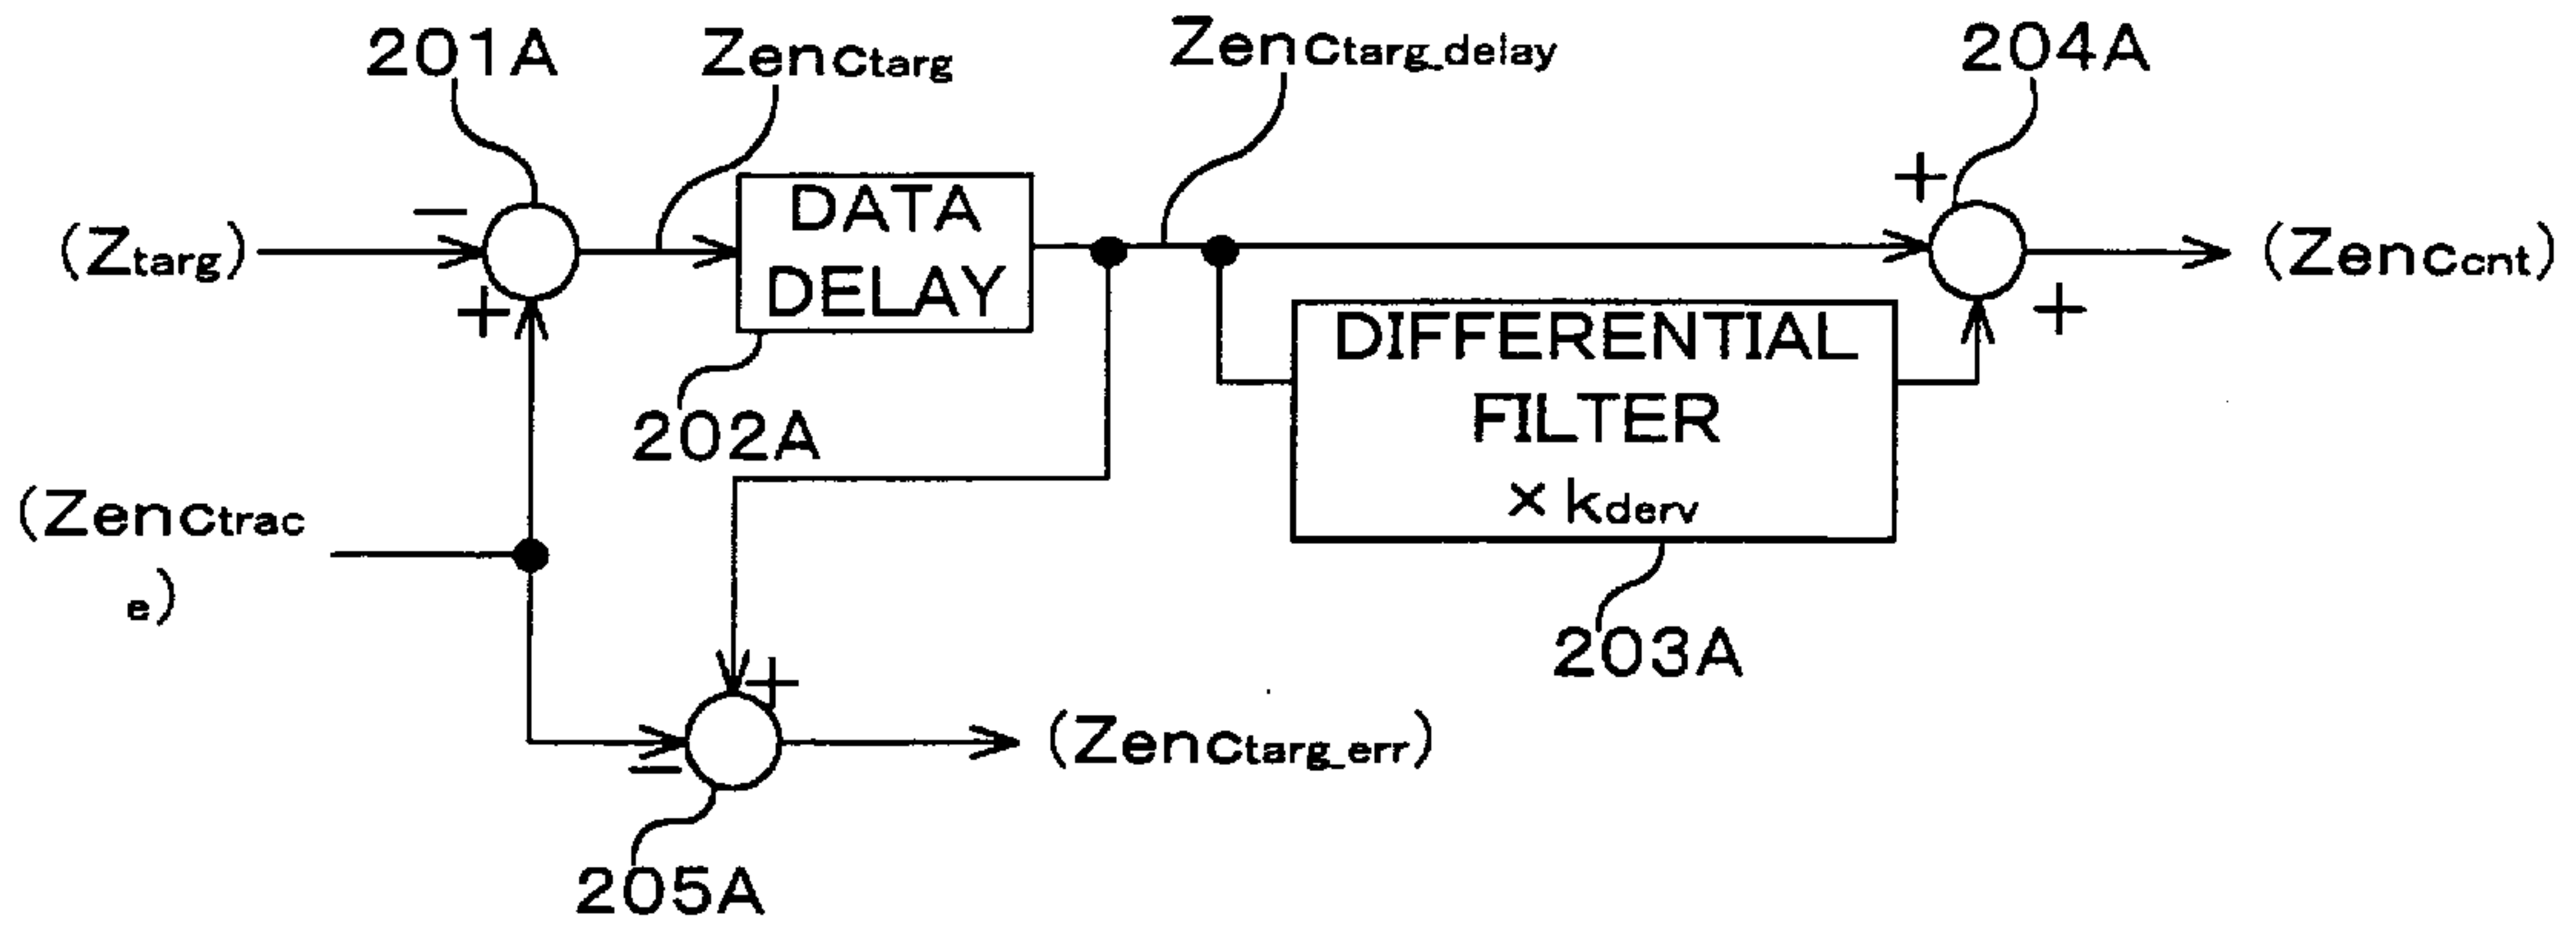 201A
Zenctarg
Zenctarg_delay
204A
−
+
(Ztarg)
DATA
DELAY
(Zenccnt)
+
+
DIFFERENTIAL
FILTER
× kderv
202A
(Zenctrac
e)
203A
+
−
(Zenctarg_err)
205A